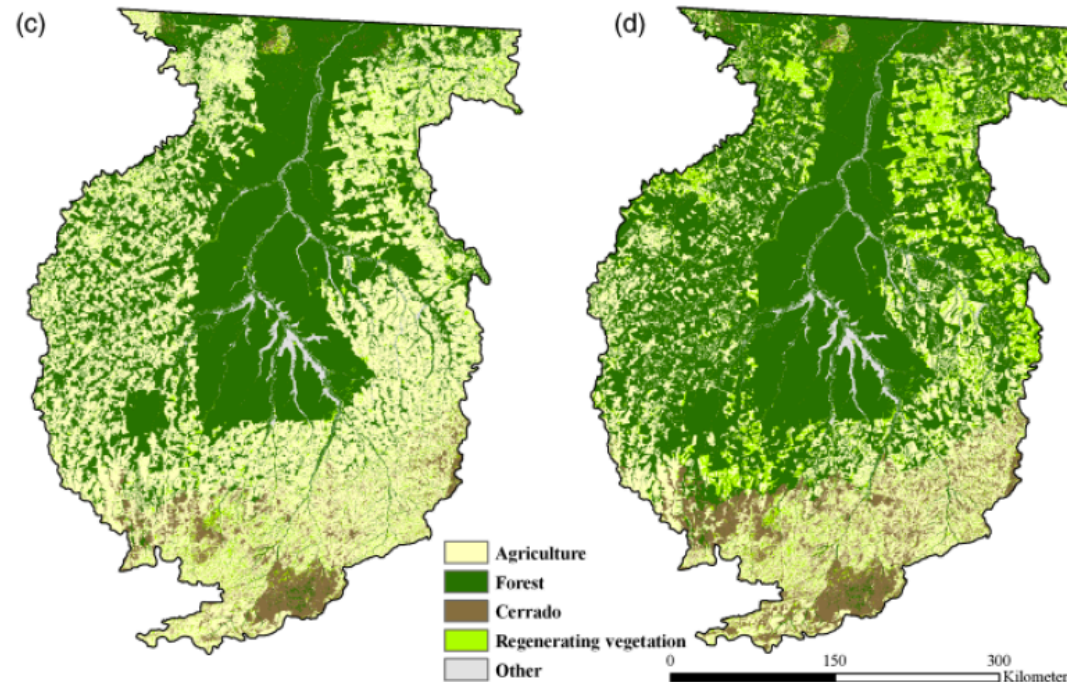 (c)
(d)
Agriculture
Forest
Cerrado
Regenerating vegetation
Other
0 150 300
Kilometer